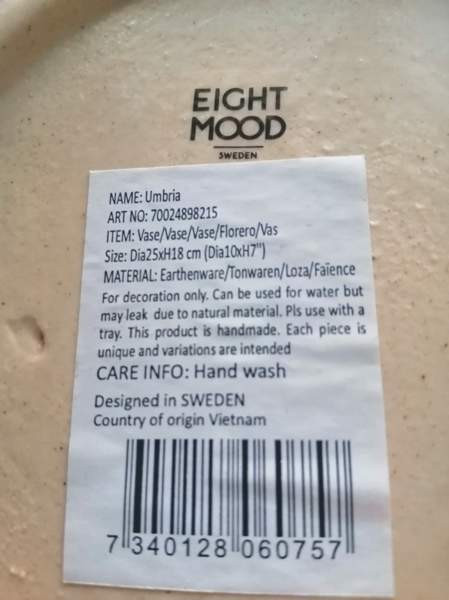 EIGHT
MOOD
SWEDEN
NAME: Umbria
ART NO: 70024898215
ITEM: Vase/Vase/Vase/Florero/Vas
Size: Dia25xH18 cm (Dia10xH7")
MATERIAL: Earthenware/Tonwaren/Loza/Faïence
For decoration only. Can be used for water but
may leak due to natural material. Pls use with a
tray. This product is handmade. Each piece is
unique and variations are intended
CARE INFO: Hand wash
Designed in SWEDEN
Country of origin Vietnam
7 340128 060757